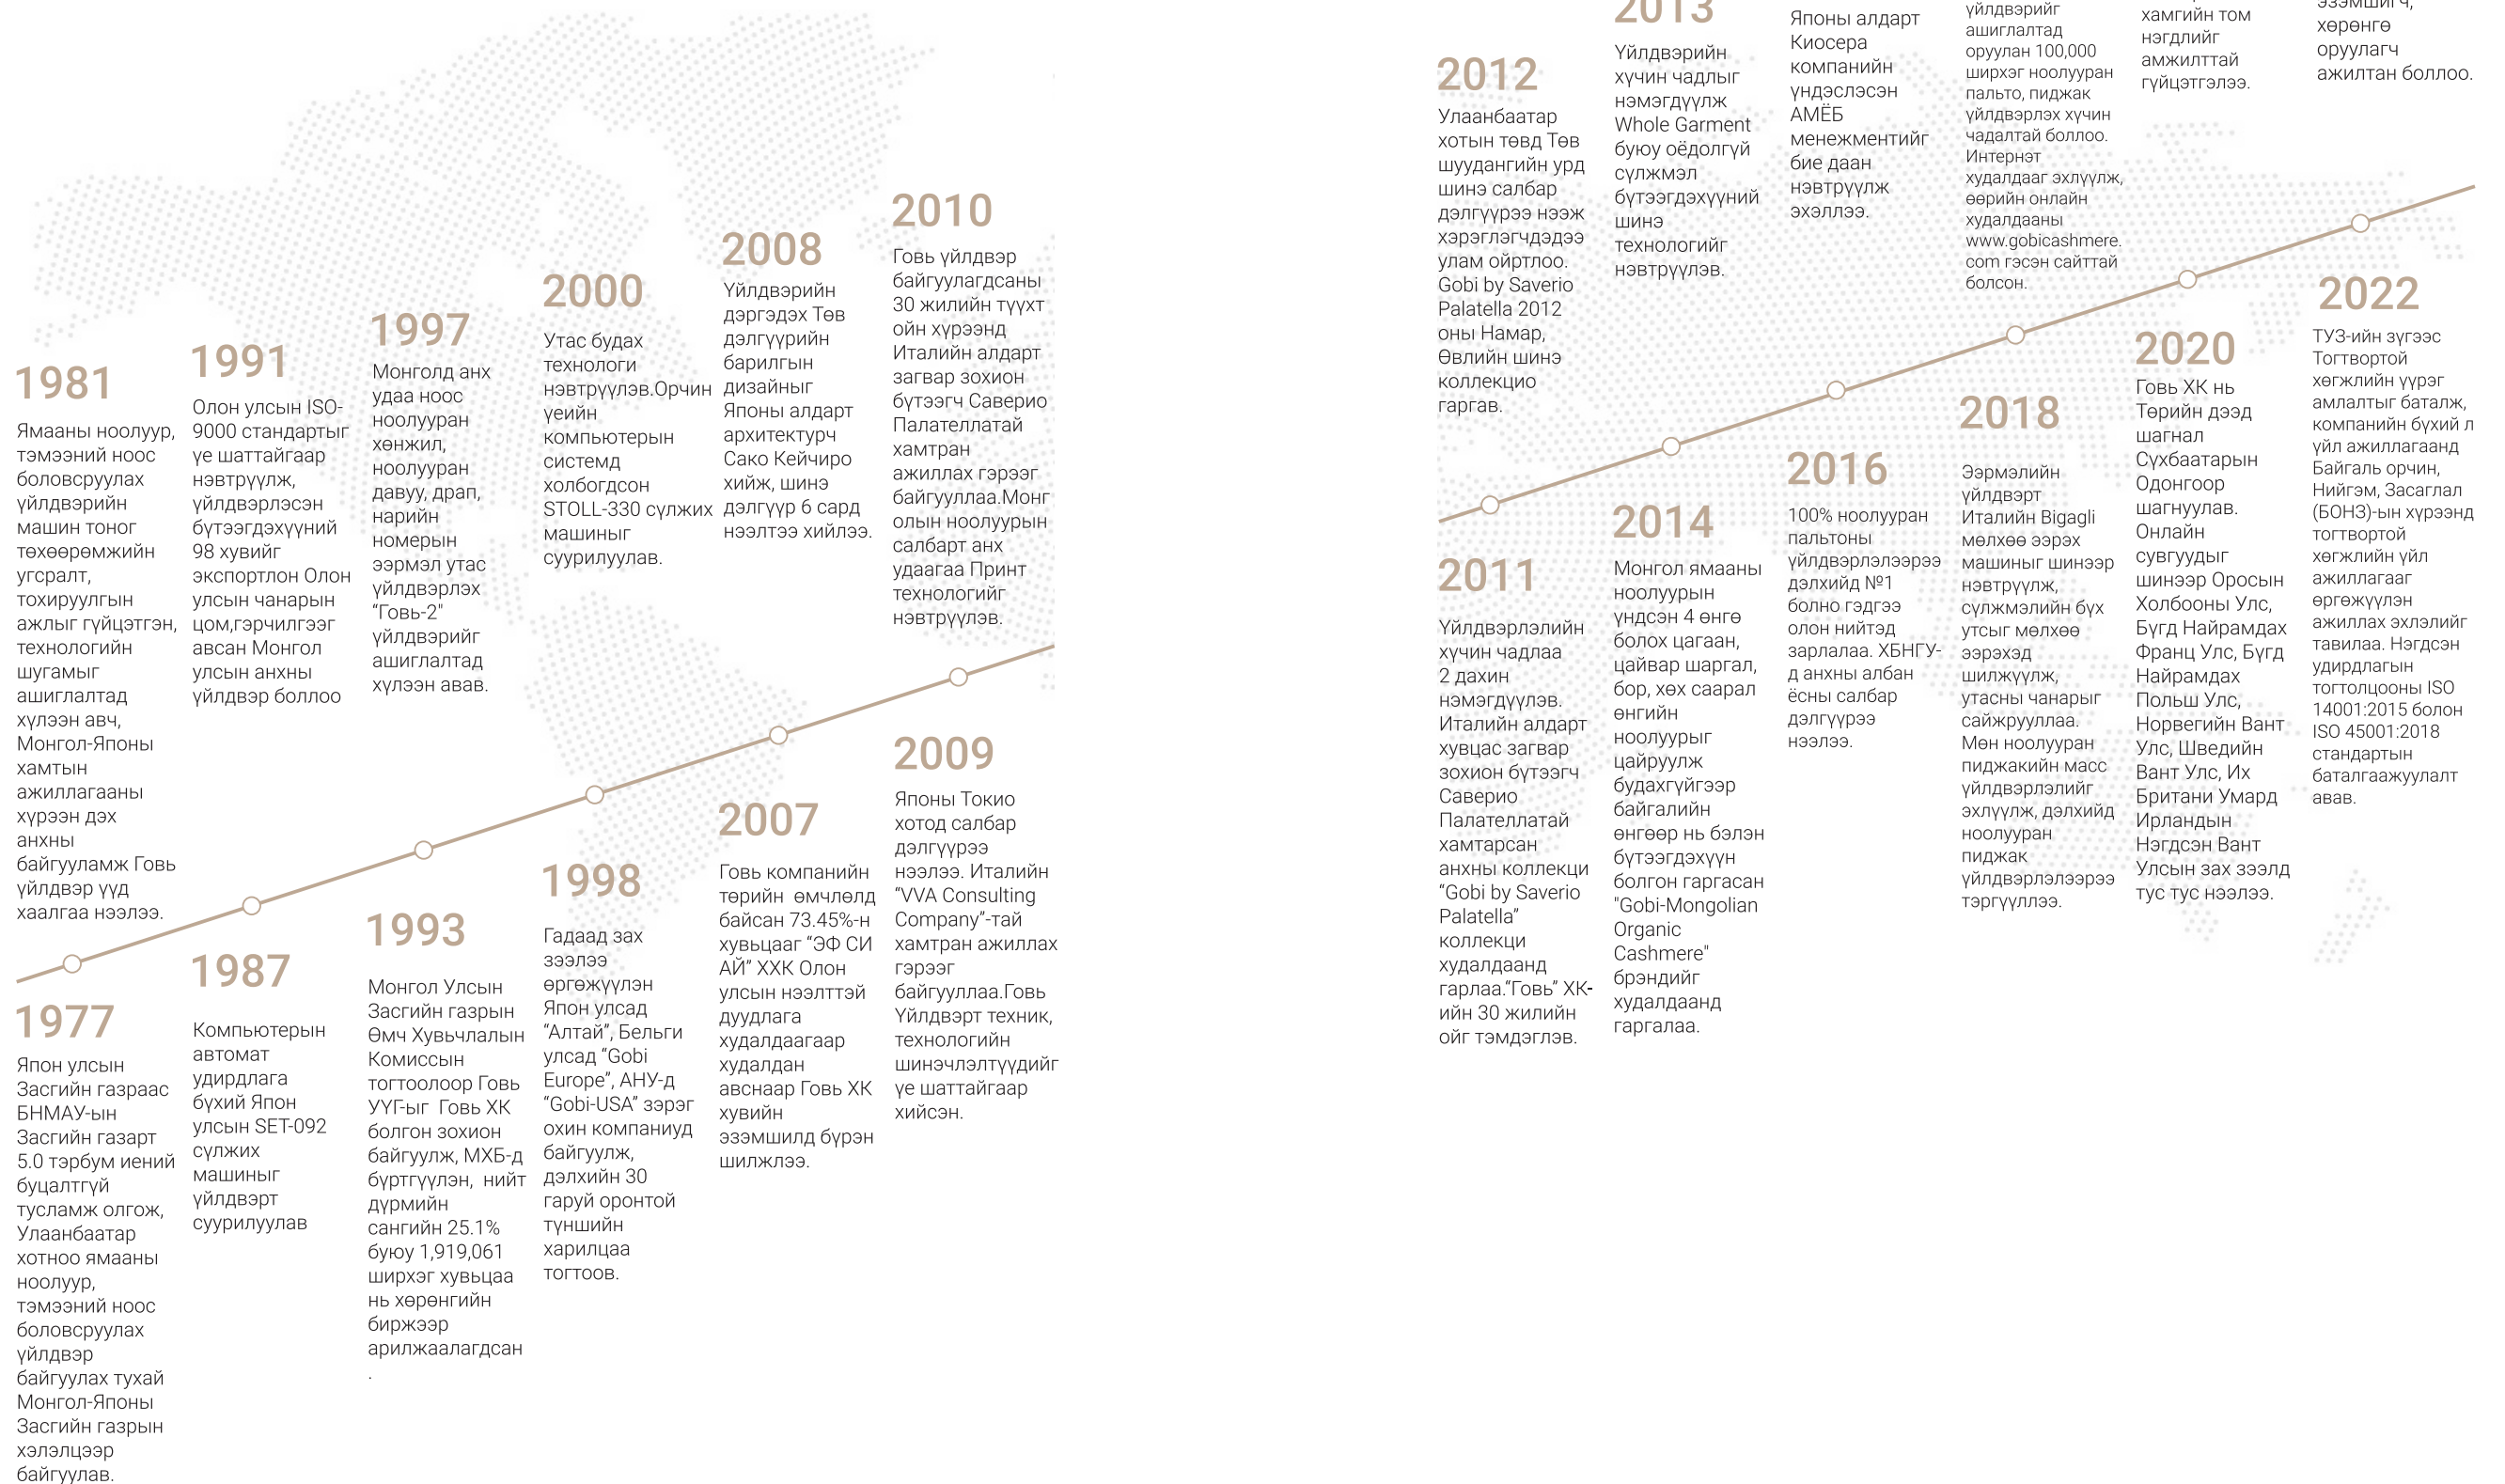 1981
Ямааны ноолуур,
тэмээний ноос
боловсруулах
үйлдвэрийн
машин тоног
төхөөрөмжийн
угсралт,
тохируулгын
ажлыг гүйцэтгэн,
технологийн
шугамыг
ашиглалтад
хүлээн авч,
Монгол-Японы
хамтын
ажиллагааны
хүрээн дэх
анхны
байгууламж Говь
үйлдвэр үүд
хаалгаа нээлээ.
1991
Олон улсын ISO-
9000 стандартыг
үе шаттайгаар
нэвтрүүлж,
үйлдвэрлэсэн
бүтээгдэхүүний
98 хувийг
экспортлон Олон
улсын чанарын
цом,гэрчилгээг
авсан Монгол
улсын анхны
үйлдвэр боллоо
1997
Монголд анх
удаа ноос
ноолууран
хөнжил,
ноолууран
давуу, драп,
нарийн
номерын
ээрмэл утас
үйлдвэрлэх
“Говь-2"
үйлдвэрийг
ашиглалтад
хүлээн авав.
2000
Утас будах
технологи
нэвтрүүлэв.Орчин
үеийн
компьютерын
системд
холбогдсон
STOLL-330 сүлжих
машиныг
суурилуулав.
2008
Үйлдвэрийн
дэргэдэх Төв
дэлгүүрийн
барилгын
дизайныг
Японы алдарт
архитектурч
Сако Кейчиро
хийж, шинэ
дэлгүүр 6 сард
нээлтээ хийлээ.
2010
Говь үйлдвэр
байгуулагдсаны
30 жилийн түүхт
ойн хүрээнд
Италийн алдарт
загвар зохион
бүтээгч Саверио
Палателлатай
хамтран
ажиллах гэрээг
байгууллаа.Монг
олын ноолуурын
салбарт анх
удаагаа Принт
технологийг
нэвтрүүлэв.
1977
Япон улсын
Засгийн газраас
БНМАУ-ын
Засгийн газарт
5.0 тэрбум иений
буцалтгүй
тусламж олгож,
Улаанбаатар
хотноо ямааны
ноолуур,
тэмээний ноос
боловсруулах
үйлдвэр
байгуулах тухай
Монгол-Японы
Засгийн газрын
хэлэлцээр
байгуулав.
1987
Компьютерын
автомат
удирдлага
бүхий Япон
улсын SET-092
сүлжих
машиныг
үйлдвэрт
суурилуулав
1993
Монгол Улсын
Засгийн газрын
Өмч Хувьчлалын
Комиссын
тогтоолоор Говь
УҮГ-ыг Говь ХК
болгон зохион
байгуулж, МХБ-д
бүртгүүлэн, нийт
дүрмийн
сангийн 25.1%
буюу 1,919,061
ширхэг хувьцаа
нь хөрөнгийн
биржээр
арилжаалагдсан
.
1998
Гадаад зах
зээлээ
өргөжүүлэн
Япон улсад
“Алтай”, Бельги
улсад “Gobi
Europe”, АНУ-д
“Gobi-USA” зэрэг
охин компаниуд
байгуулж,
дэлхийн 30
гаруй оронтой
түншийн
харилцаа
тогтоов.
2007
Говь компанийн
төрийн өмчлөлд
байсан 73.45%-н
хувьцааг “ЭФ СИ
АЙ” ХХК Олон
улсын нээлттэй
дуудлага
худалдаагаар
худалдан
авснаар Говь ХК
хувийн
эзэмшилд бүрэн
шилжлээ.
2009
Японы Токио
хотод салбар
дэлгүүрээ
нээлээ. Италийн
“VVA Consulting
Company”-тай
хамтран ажиллах
гэрээг
байгууллаа.Говь
Үйлдвэрт техник,
технологийн
шинэчлэлтүүдийг
үе шаттайгаар
хийсэн.
2012
Улаанбаатар
хотын төвд Төв
шуудангийн урд
шинэ салбар
дэлгүүрээ нээж
хэрэглэгчдэдээ
улам ойртлоо.
Gobi by Saverio
Palatella 2012
оны Намар,
Өвлийн шинэ
коллекцио
гаргав.
2013
Үйлдвэрийн
хүчин чадлыг
нэмэгдүүлж
Whole Garment
буюу оёдолгүй
сүлжмэл
бүтээгдэхүүний
шинэ
технологийг
нэвтрүүлэв.
Японы алдарт
Киосера
компанийн
үндэслэсэн
АМЁБ
менежментийг
бие даан
нэвтрүүлж
эхэллээ.
үйлдвэрийг
ашиглалтад
оруулан 100,000
ширхэг ноолууран
пальто, пиджак
үйлдвэрлэх хүчин
чадалтай боллоо.
Интернэт
худалдааг эхлүүлж,
өөрийн онлайн
худалдааны
www.gobicashmere.
com гэсэн сайттай
болсон.
хамгийн том
нэгдлийг
амжилттай
гүйцэтгэлээ.
эзэмшигч,
хөрөнгө
оруулагч
ажилтан боллоо.
2011
Үйлдвэрлэлийн
хүчин чадлаа
2 дахин
нэмэгдүүлэв.
Италийн алдарт
хувцас загвар
зохион бүтээгч
Саверио
Палателлатай
хамтарсан
анхны коллекци
“Gobi by Saverio
Palatella”
коллекци
худалдаанд
гарлаа.“Говь” ХК-
ийн 30 жилийн
ойг тэмдэглэв.
2014
Монгол ямааны
ноолуурын
үндсэн 4 өнгө
болох цагаан,
цайвар шаргал,
бор, хөх саарал
өнгийн
ноолуурыг
цайруулж
будахгүйгээр
байгалийн
өнгөөр нь бэлэн
бүтээгдэхүүн
болгон гаргасан
"Gobi-Mongolian
Organic
Cashmere"
брэндийг
худалдаанд
гаргалаа.
2016
100% ноолууран
пальтоны
үйлдвэрлэлээрээ
дэлхийд №1
болно гэдгээ
олон нийтэд
зарлалаа. ХБНГУ-
д анхны албан
ёсны салбар
дэлгүүрээ
нээлээ.
2018
Ээрмэлийн
үйлдвэрт
Италийн Bigagli
мөлхөө ээрэх
машиныг шинээр
нэвтрүүлж,
сүлжмэлийн бүх
утсыг мөлхөө
ээрэхэд
шилжүүлж,
утасны чанарыг
сайжрууллаа.
Мөн ноолууран
пиджакийн масс
үйлдвэрлэлийг
эхлүүлж, дэлхийд
ноолууран
пиджак
үйлдвэрлэлээрээ
тэргүүллээ.
2020
Говь ХК нь
Төрийн дээд
шагнал
Сүхбаатарын
Одонгоор
шагнуулав.
Онлайн
сувгуудыг
шинээр Оросын
Холбооны Улс,
Бүгд Найрамдах
Франц Улс, Бүгд
Найрамдах
Польш Улс,
Норвегийн Вант
Улс, Шведийн
Вант Улс, Их
Британи Умард
Ирландын
Нэгдсэн Вант
Улсын зах зээлд
тус тус нээлээ.
2022
ТУЗ-ийн зүгээс
Тогтвортой
хөгжлийн үүрэг
амлалтыг баталж,
компанийн бүхий л
үйл ажиллагаанд
Байгаль орчин,
Нийгэм, Засаглал
(БОНЗ)-ын хүрээнд
тогтвортой
хөгжлийн үйл
ажиллагааг
өргөжүүлэн
ажиллах эхлэлийг
тавилаа. Нэгдсэн
удирдлагын
тогтолцооны ISO
14001:2015 болон
ISO 45001:2018
стандартын
баталгаажуулалт
авав.